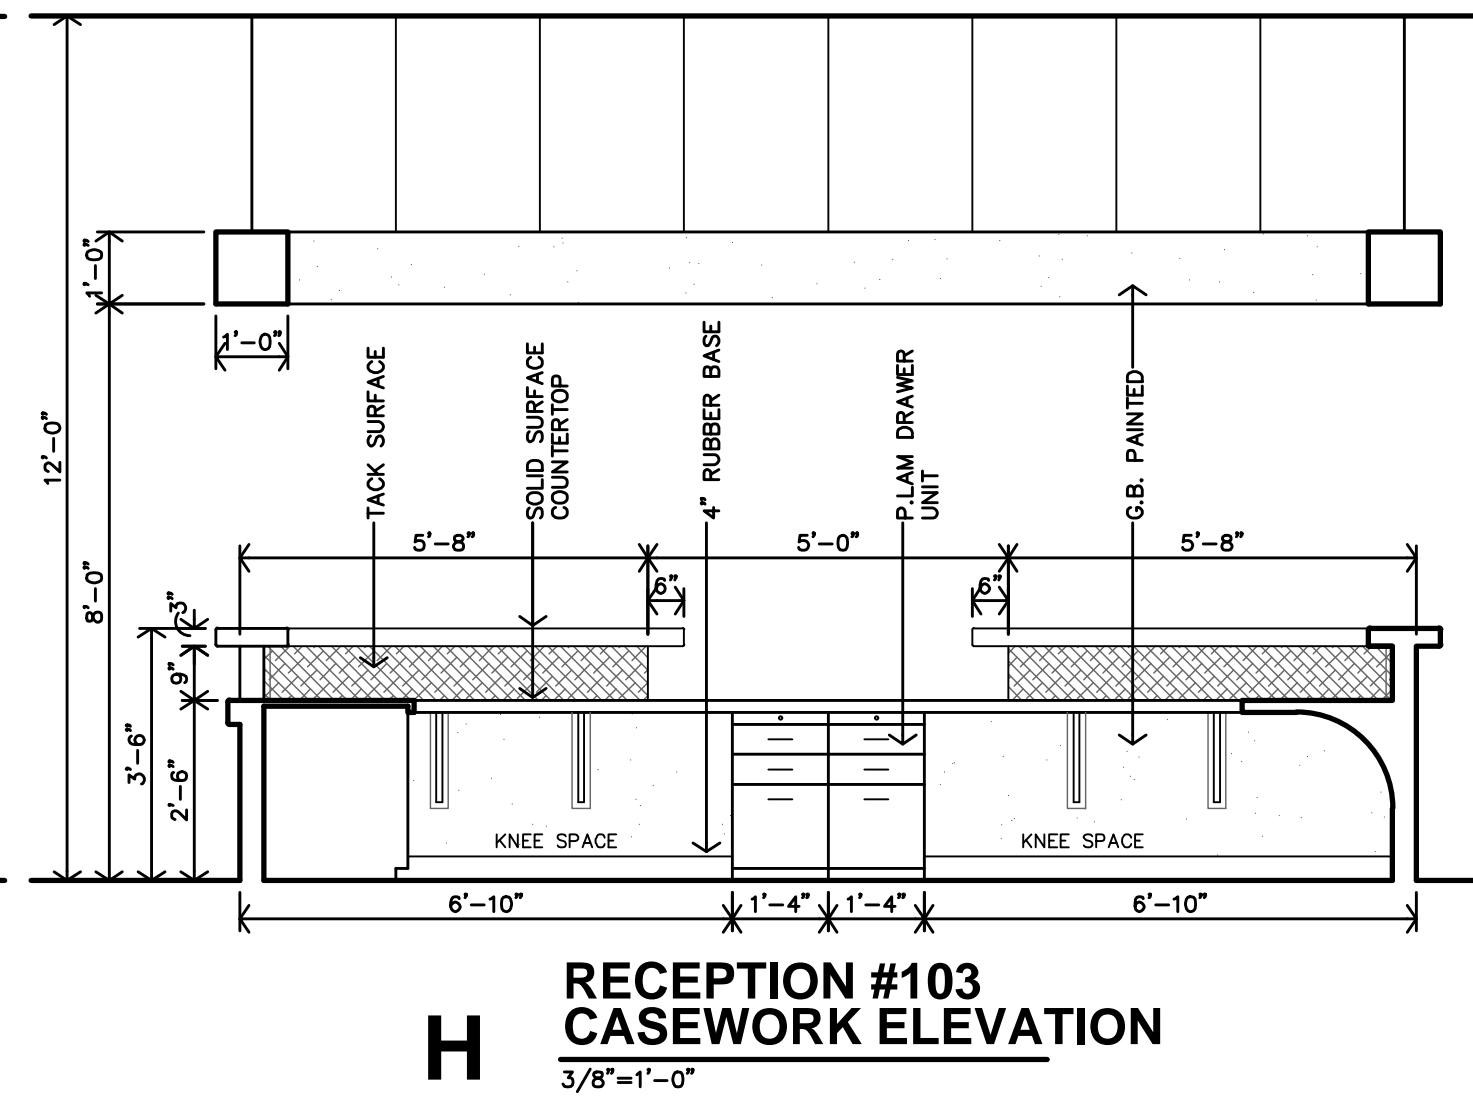 1'-0"
1'-0"
12'-0"
8'-0"
TACK SURFACE
SOLID SURFACE
COUNTERTOP
4" RUBBER BASE
P.LAM DRAWER
UNIT
G.B. PAINTED
5'-8"
5'-0"
5'-8"
6"
6"
3"
9"
3'-6"
2'-6"
KNEE SPACE
KNEE SPACE
6'-10"
1'-4"
1'-4"
6'-10"
RECEPTION #103
H
CASEWORK ELEVATION
3/8"=1'-0"